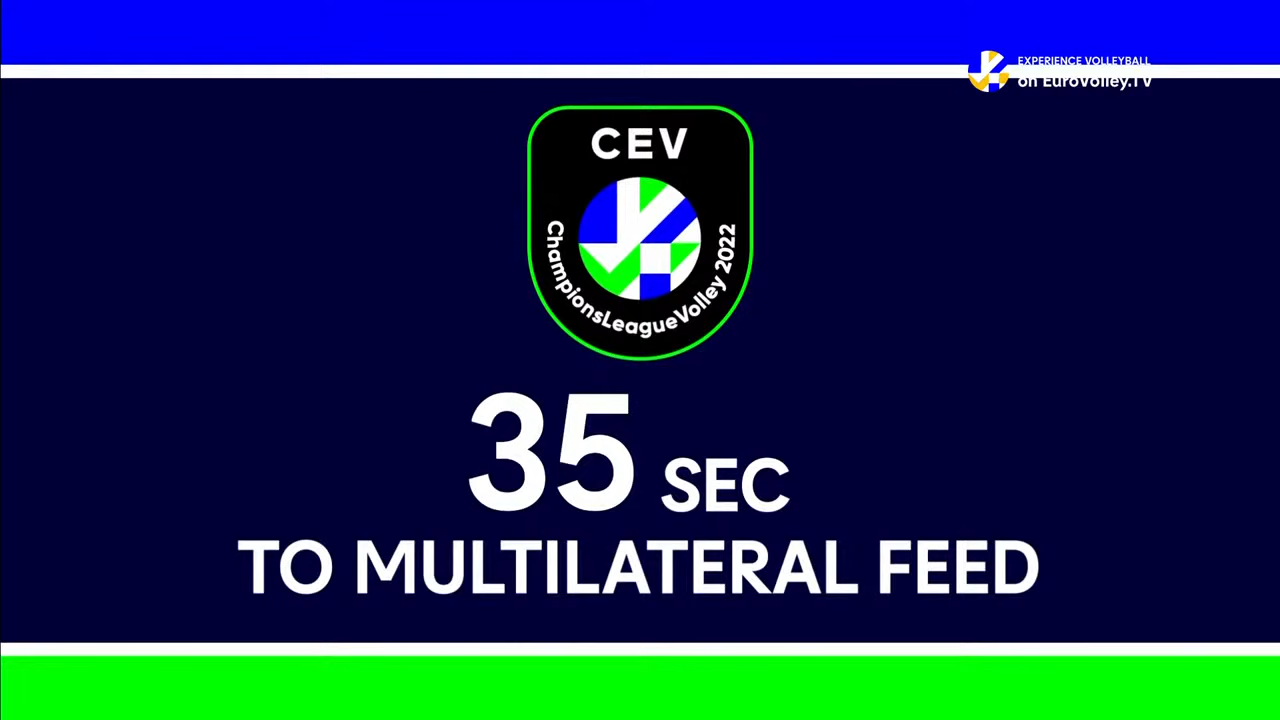 EXPERIENCE VOLLEYBALL
on EuroVolley.TV
CEV
ChampionsLeagueVolley 2022
35 SEC
TO MULTILATERAL FEED